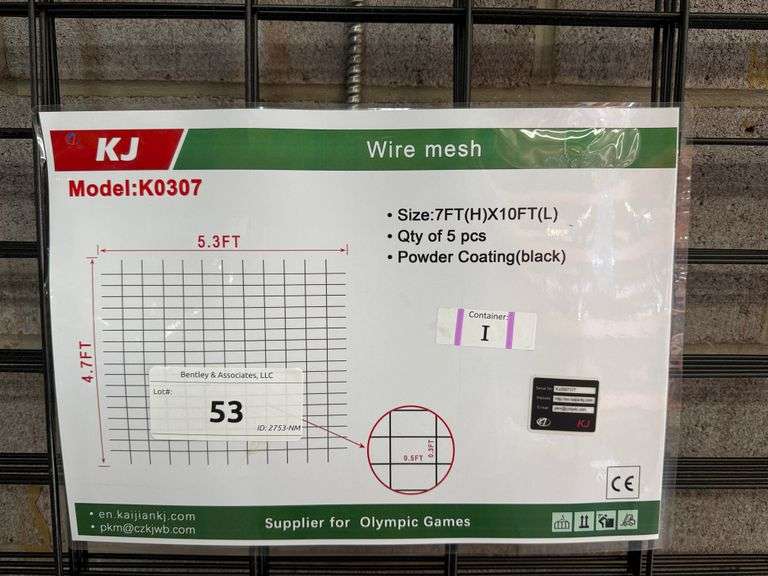 KJ
Wire mesh
Model:K0307
• Size:7FT(H)X10FT(L)
• Qty of 5 pcs
• Powder Coating(black)
5.3FT
4.7FT
Container:
I
Bentley & Associates, LLC
Lot#:
53
ID: 2753-NM
0.5FT
0.3FT
KJ
CE
• en.kaijiankj.com
• pkm@czkjwb.com
Supplier for Olympic Games